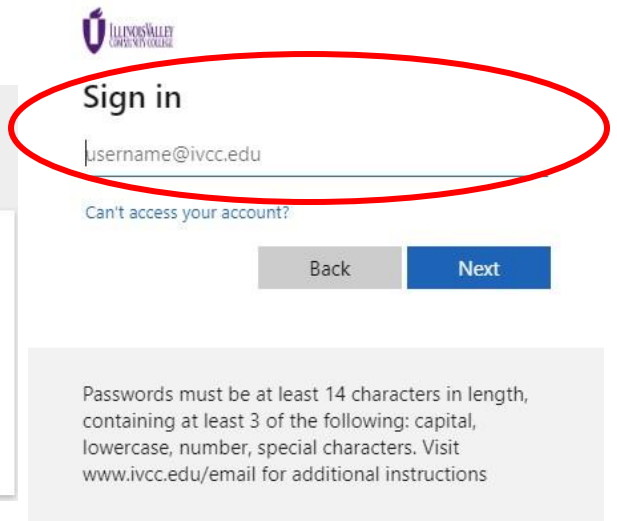 ILLINOIS VALLEY
COMMUNITY COLLEGE
Sign in
username@ivcc.edu
Can't access your account?
Back Next
Passwords must be at least 14 characters in length,
containing at least 3 of the following: capital,
lowercase, number, special characters. Visit
www.ivcc.edu/email for additional instructions